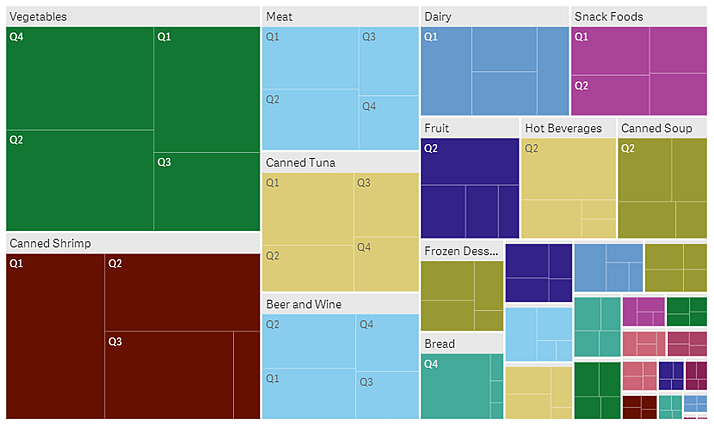 Vegetables
Q4
Q1
Q2
Q3
Canned Shrimp
Q1
Q2
Q3
Meat
Q1
Q3
Q2
Q4
Canned Tuna
Q1
Q3
Q2
Q4
Beer and Wine
Q2
Q4
Q1
Q3
Dairy
Q1
Snack Foods
Q1
Q2
Fruit
Q2
Hot Beverages
Q2
Canned Soup
Q2
Frozen Dess...
Bread
Q4